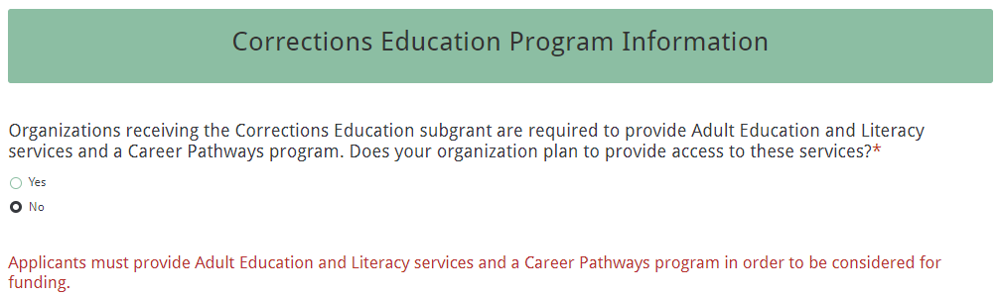 Corrections Education Program Information
Organizations receiving the Corrections Education subgrant are required to provide Adult Education and Literacy
services and a Career Pathways program. Does your organization plan to provide access to these services?*
Yes
No
Applicants must provide Adult Education and Literacy services and a Career Pathways program in order to be considered for
funding.